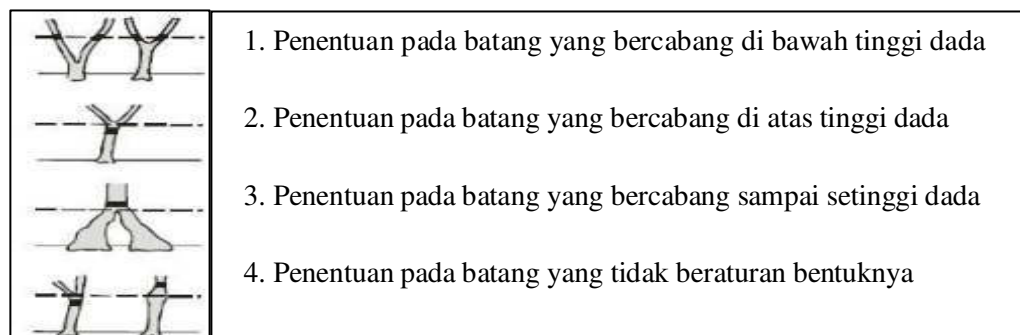 1. Penentuan pada batang yang bercabang di bawah tinggi dada
2. Penentuan pada batang yang bercabang di atas tinggi dada
3. Penentuan pada batang yang bercabang sampai setinggi dada
4. Penentuan pada batang yang tidak beraturan bentuknya